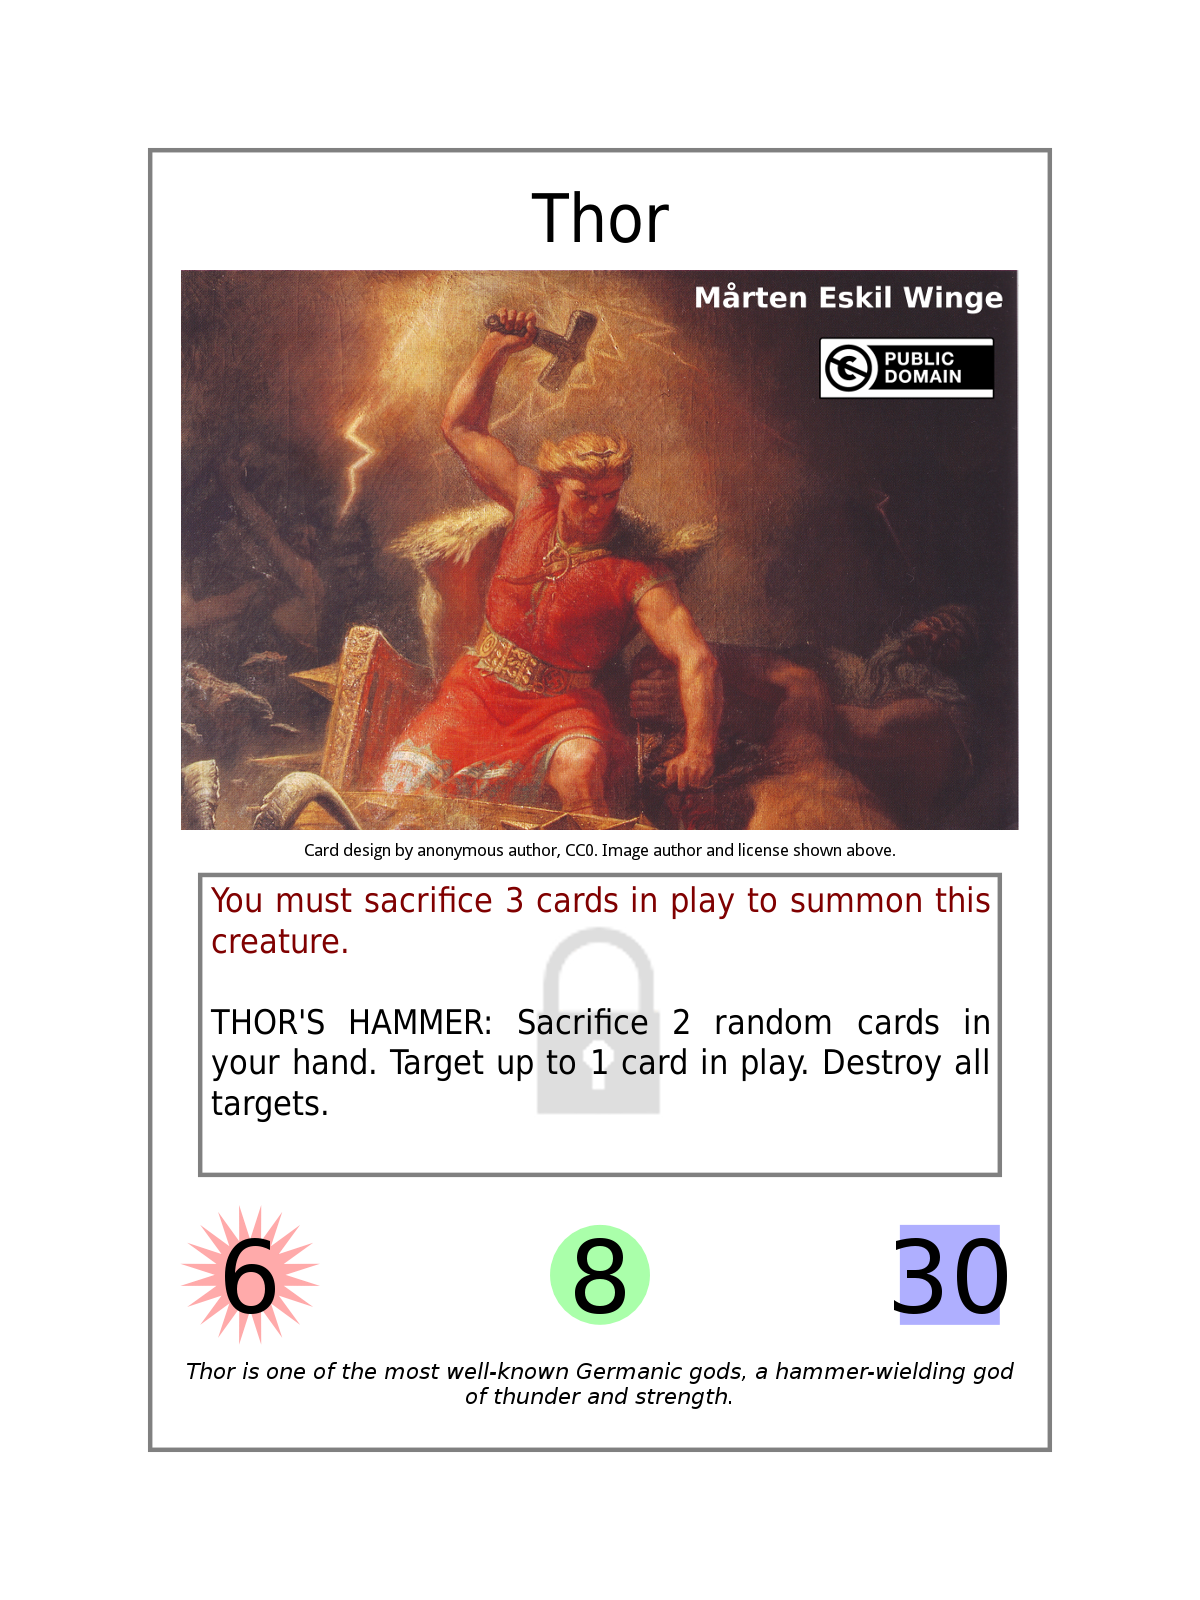 Thor
Mårten Eskil Winge
PUBLIC
DOMAIN
Card design by anonymous author, CC0. Image author and license shown above.
You must sacrifice 3 cards in play to summon this
creature.
THOR'S HAMMER: Sacrifice 2 random cards in
your hand. Target up to 1 card in play. Destroy all
targets.
6 8 30
Thor is one of the most well-known Germanic gods, a hammer-wielding god
of thunder and strength.